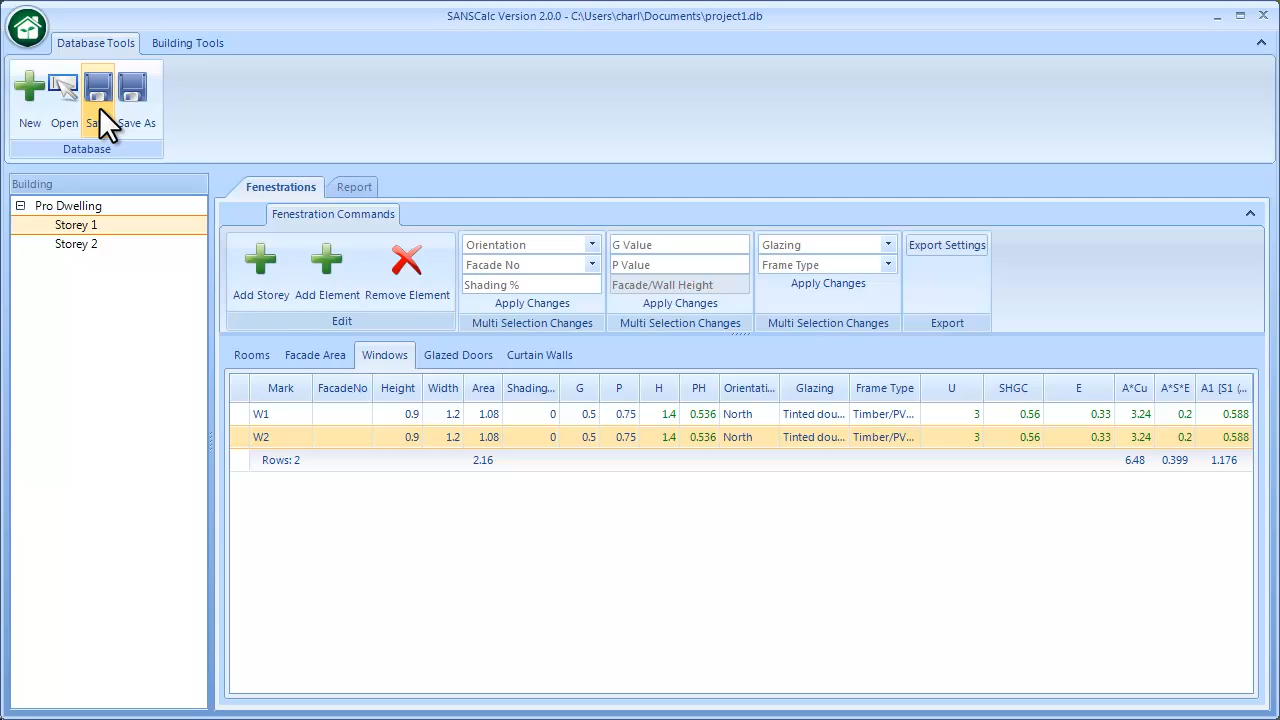 SANSCalc Version 2.0.0 - C:\Users\charl\Documents\project1.db
Database Tools Building Tools
New Open Save As
Database
Building
Pro Dwelling
Storey 1
Storey 2
Fenestrations Report
Fenestration Commands
Add Storey Add Element Remove Element
Edit
Orientation
Facade No
Shading %
Apply Changes
Multi Selection Changes
G Value
P Value
Facade/Wall Height
Apply Changes
Multi Selection Changes
Glazing
Frame Type
Apply Changes
Multi Selection Changes
Export Settings
Export
Rooms Facade Area Windows Glazed Doors Curtain Walls
Mark FacadeNo Height Width Area Shading... G P H PH Orientati... Glazing Frame Type U SHGC E A*Cu A*S*E A1 [S1 (...
W1 0.9 1.2 1.08 0 0.5 0.75 1.4 0.536 North Tinted dou... Timber/PV... 3 0.56 0.33 3.24 0.2 0.588
W2 0.9 1.2 1.08 0 0.5 0.75 1.4 0.536 North Tinted dou... Timber/PV... 3 0.56 0.33 3.24 0.2 0.588
Rows: 2 2.16 6.48 0.399 1.176